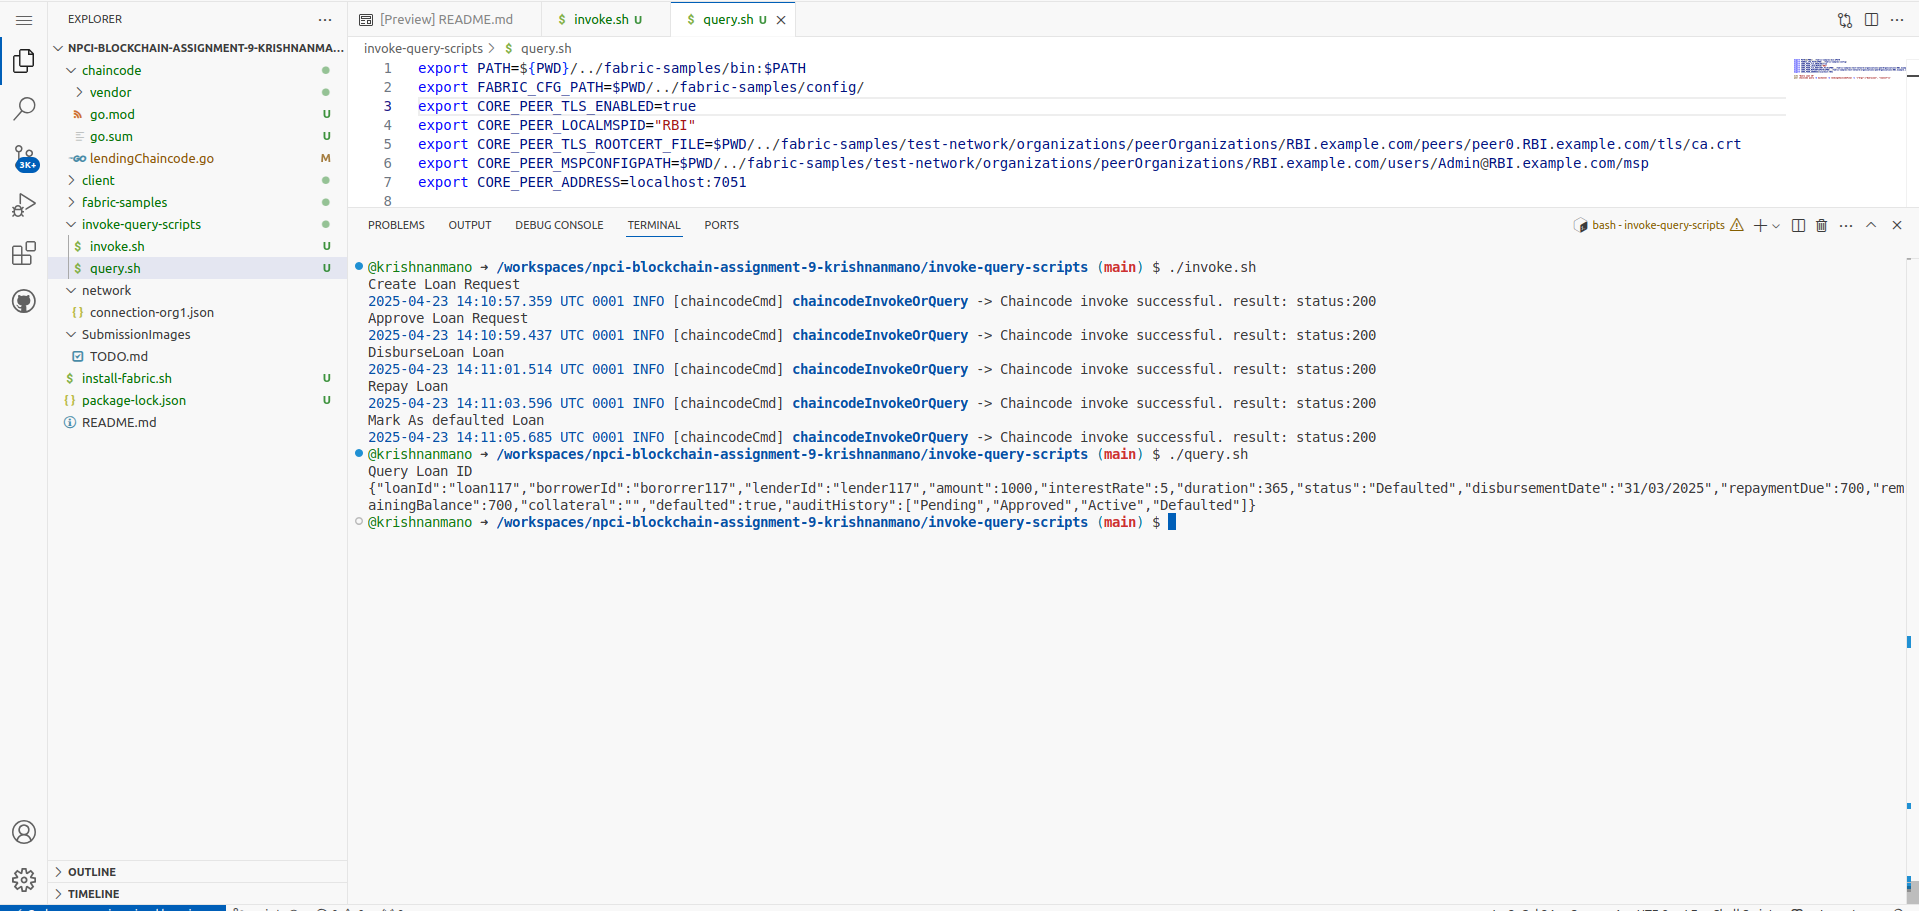 EXPLORER
NPCI-BLOCKCHAIN-ASSIGNMENT-9-KRISHNANMA...
chaincode
vendor
go.mod U
go.sum U
lendingChaincode.go M
client
fabric-samples
invoke-query-scripts
$ invoke.sh U
$ query.sh U
network
{} connection-org1.json
SubmissionImages
TODO.md
$ install-fabric.sh U
{} package-lock.json U
README.md
3K+
OUTLINE
TIMELINE
[Preview] README.md
$ invoke.sh U
$ query.sh U
invoke-query-scripts > $ query.sh
1 export PATH=${PWD}/../fabric-samples/bin:$PATH
2 export FABRIC_CFG_PATH=$PWD/../fabric-samples/config/
3 export CORE_PEER_TLS_ENABLED=true
4 export CORE_PEER_LOCALMSPID="RBI"
5 export CORE_PEER_TLS_ROOTCERT_FILE=$PWD/../fabric-samples/test-network/organizations/peerOrganizations/RBI.example.com/peers/peer0.RBI.example.com/tls/ca.crt
6 export CORE_PEER_MSPCONFIGPATH=$PWD/../fabric-samples/test-network/organizations/peerOrganizations/RBI.example.com/users/Admin@RBI.example.com/msp
7 export CORE_PEER_ADDRESS=localhost:7051
8
PROBLEMS OUTPUT DEBUG CONSOLE TERMINAL PORTS
bash - invoke-query-scripts
@krishnanmano → /workspaces/npci-blockchain-assignment-9-krishnanmano/invoke-query-scripts (main) $ ./invoke.sh
Create Loan Request
2025-04-23 14:10:57.359 UTC 0001 INFO [chaincodeCmd] chaincodeInvokeOrQuery -> Chaincode invoke successful. result: status:200
Approve Loan Request
2025-04-23 14:10:59.437 UTC 0001 INFO [chaincodeCmd] chaincodeInvokeOrQuery -> Chaincode invoke successful. result: status:200
DisburseLoan Loan
2025-04-23 14:11:01.514 UTC 0001 INFO [chaincodeCmd] chaincodeInvokeOrQuery -> Chaincode invoke successful. result: status:200
Repay Loan
2025-04-23 14:11:03.596 UTC 0001 INFO [chaincodeCmd] chaincodeInvokeOrQuery -> Chaincode invoke successful. result: status:200
Mark As defaulted Loan
2025-04-23 14:11:05.685 UTC 0001 INFO [chaincodeCmd] chaincodeInvokeOrQuery -> Chaincode invoke successful. result: status:200
@krishnanmano → /workspaces/npci-blockchain-assignment-9-krishnanmano/invoke-query-scripts (main) $ ./query.sh
Query Loan ID
{"loanId":"loan117","borrowerId":"bororrer117","lenderId":"lender117","amount":1000,"interestRate":5,"duration":365,"status":"Defaulted","disbursementDate":"31/03/2025","repaymentDue":700,"rem
ainingBalance":700,"collateral":"","defaulted":true,"auditHistory":["Pending","Approved","Active","Defaulted"]}
@krishnanmano → /workspaces/npci-blockchain-assignment-9-krishnanmano/invoke-query-scripts (main) $